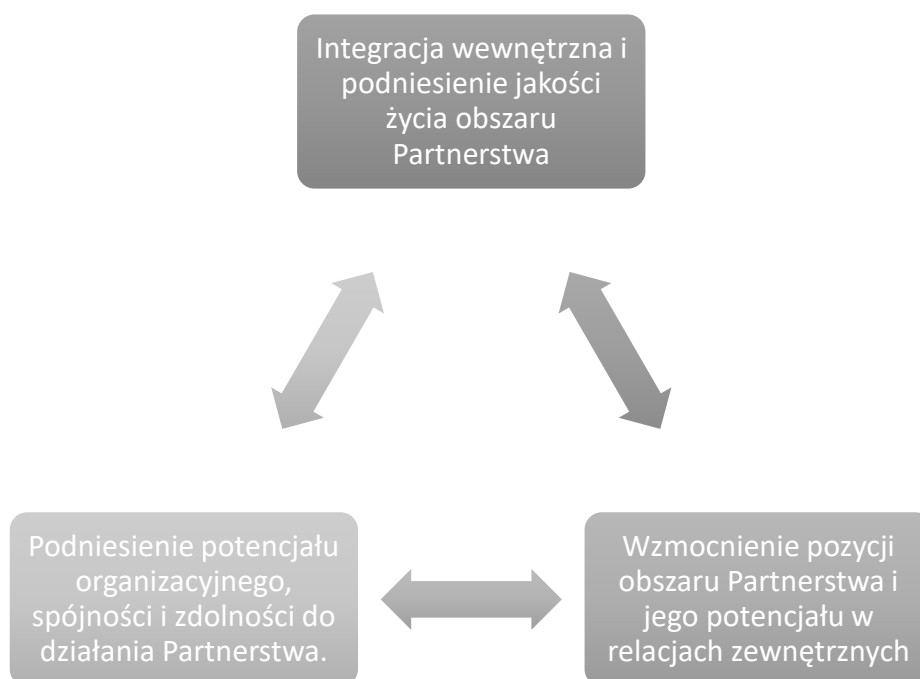 Integracja wewnętrzna i
podniesienie jakości
życia obszaru
Partnerstwa
Podniesienie potencjału
organizacyjnego,
spójności i zdolności do
działania Partnerstwa.
Wzmocnienie pozycji
obszaru Partnerstwa i
jego potencjału w
relacjach zewnętrznych